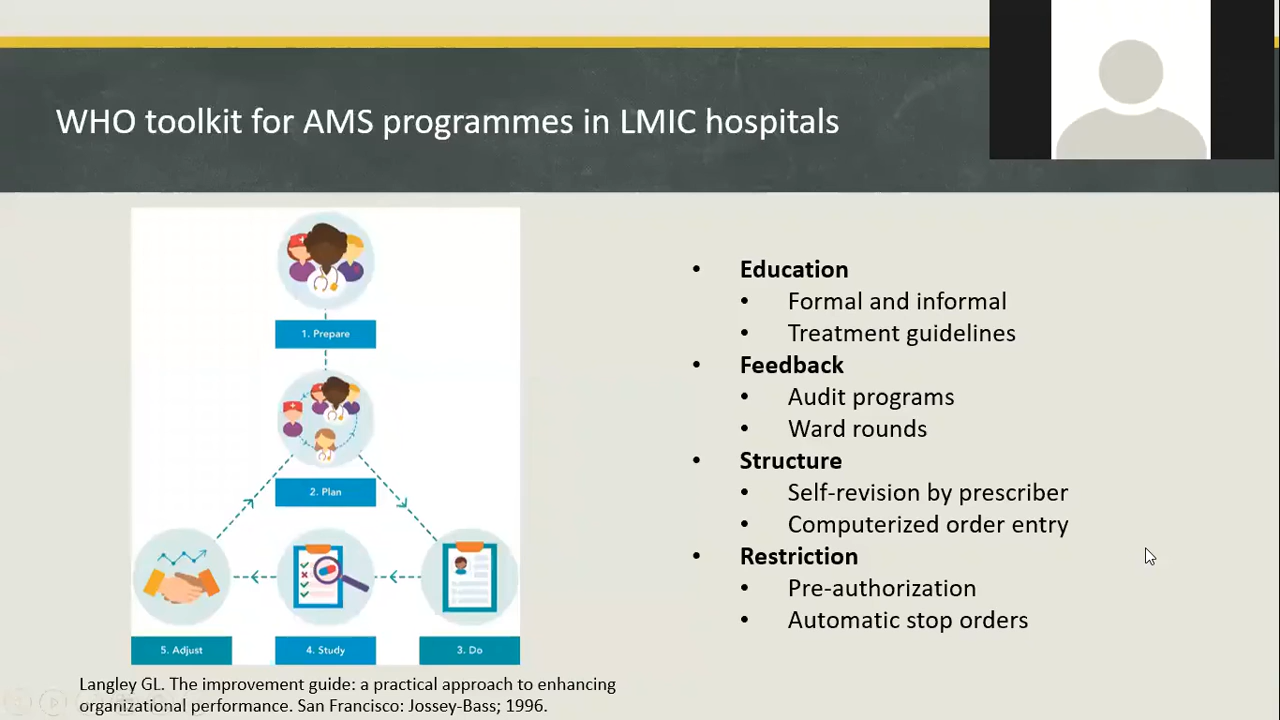 WHO toolkit for AMS programmes in LMIC hospitals
1. Prepare
2. Plan
5. Adjust
4. Study
3. Do
Langley GL. The improvement guide: a practical approach to enhancing
organizational performance. San Francisco: Jossey-Bass; 1996.
• Education
• Formal and informal
• Treatment guidelines
• Feedback
• Audit programs
• Ward rounds
• Structure
• Self-revision by prescriber
• Computerized order entry
• Restriction
• Pre-authorization
• Automatic stop orders